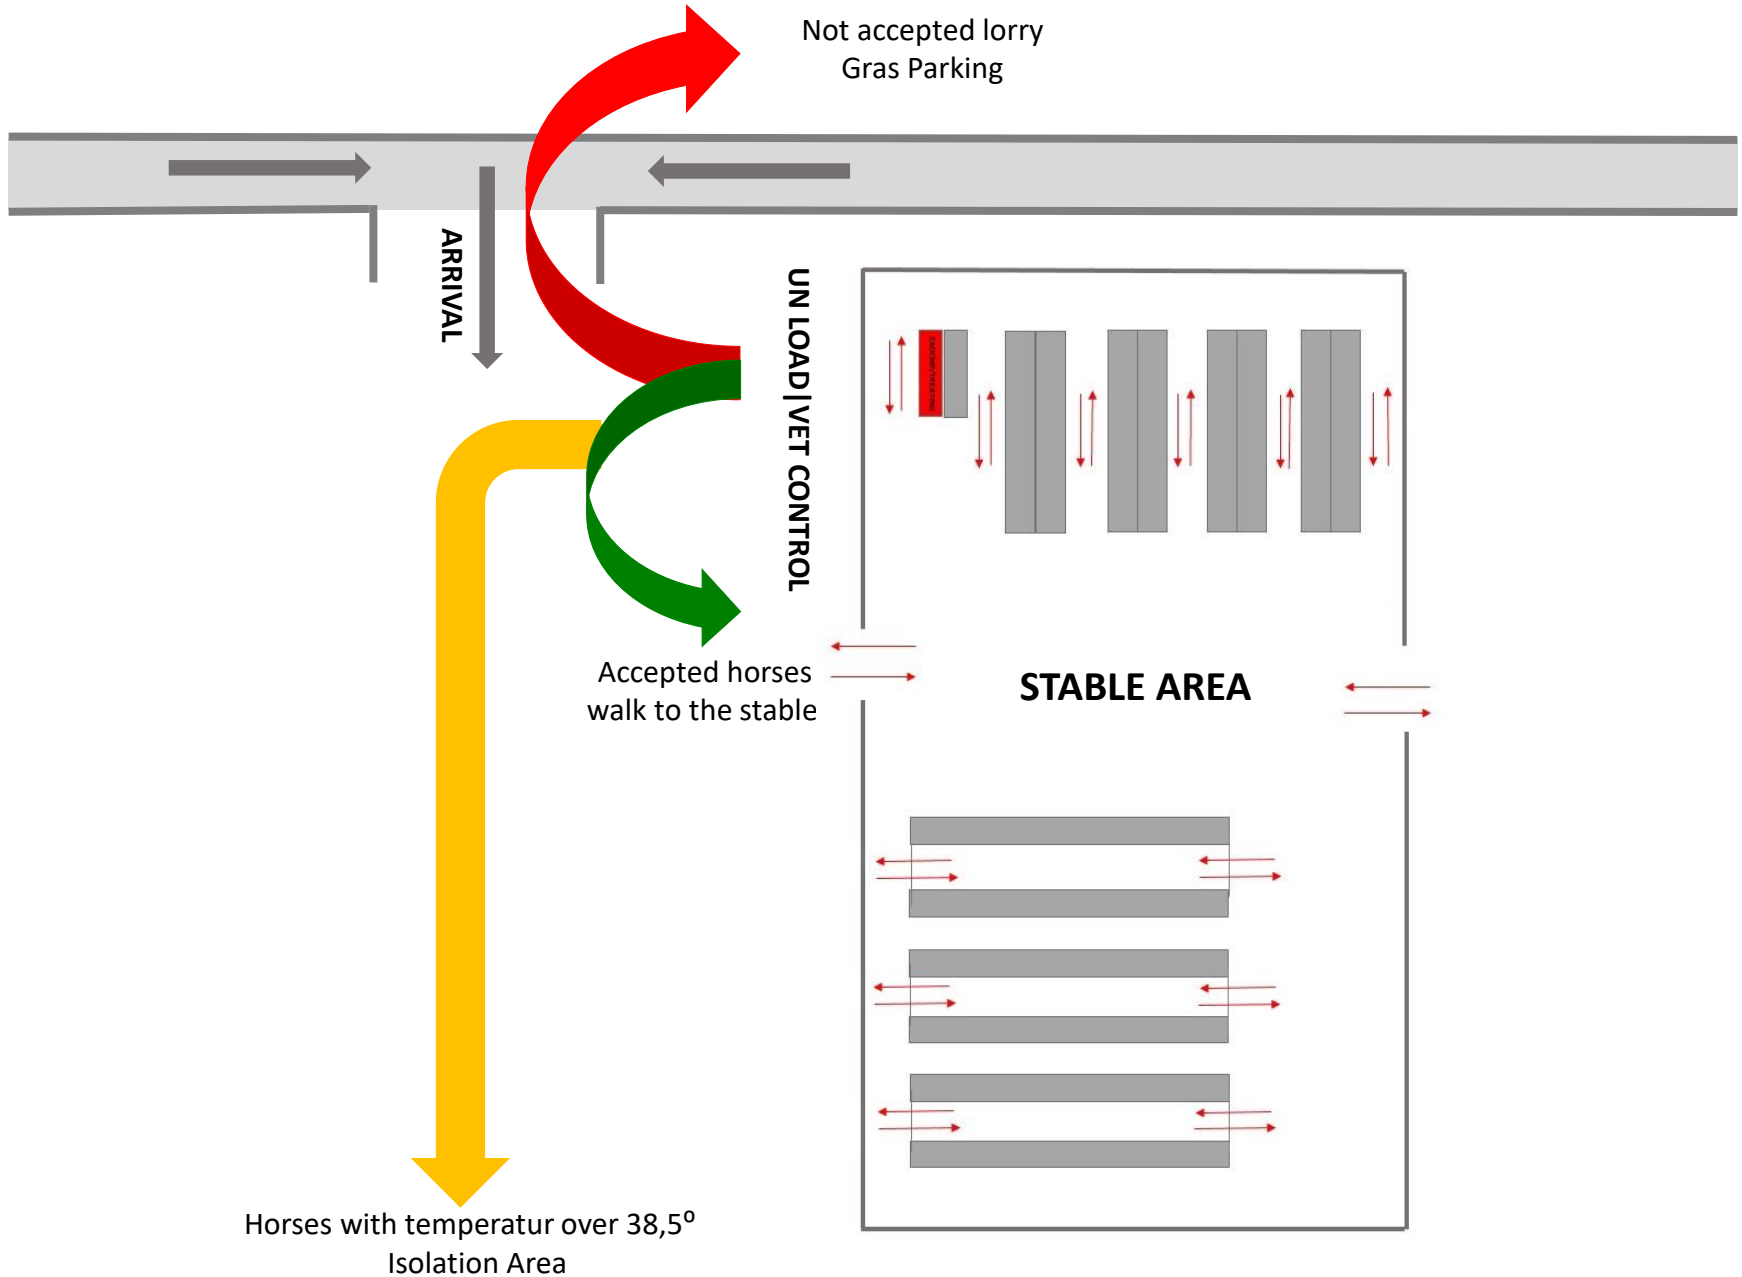 Not accepted lorry
Gras Parking
ARRIVAL
UN LOAD|VET CONTROL
STABLE AREA
Accepted horses
walk to the stable
Horses with temperatur over 38,5⁰
Isolation Area